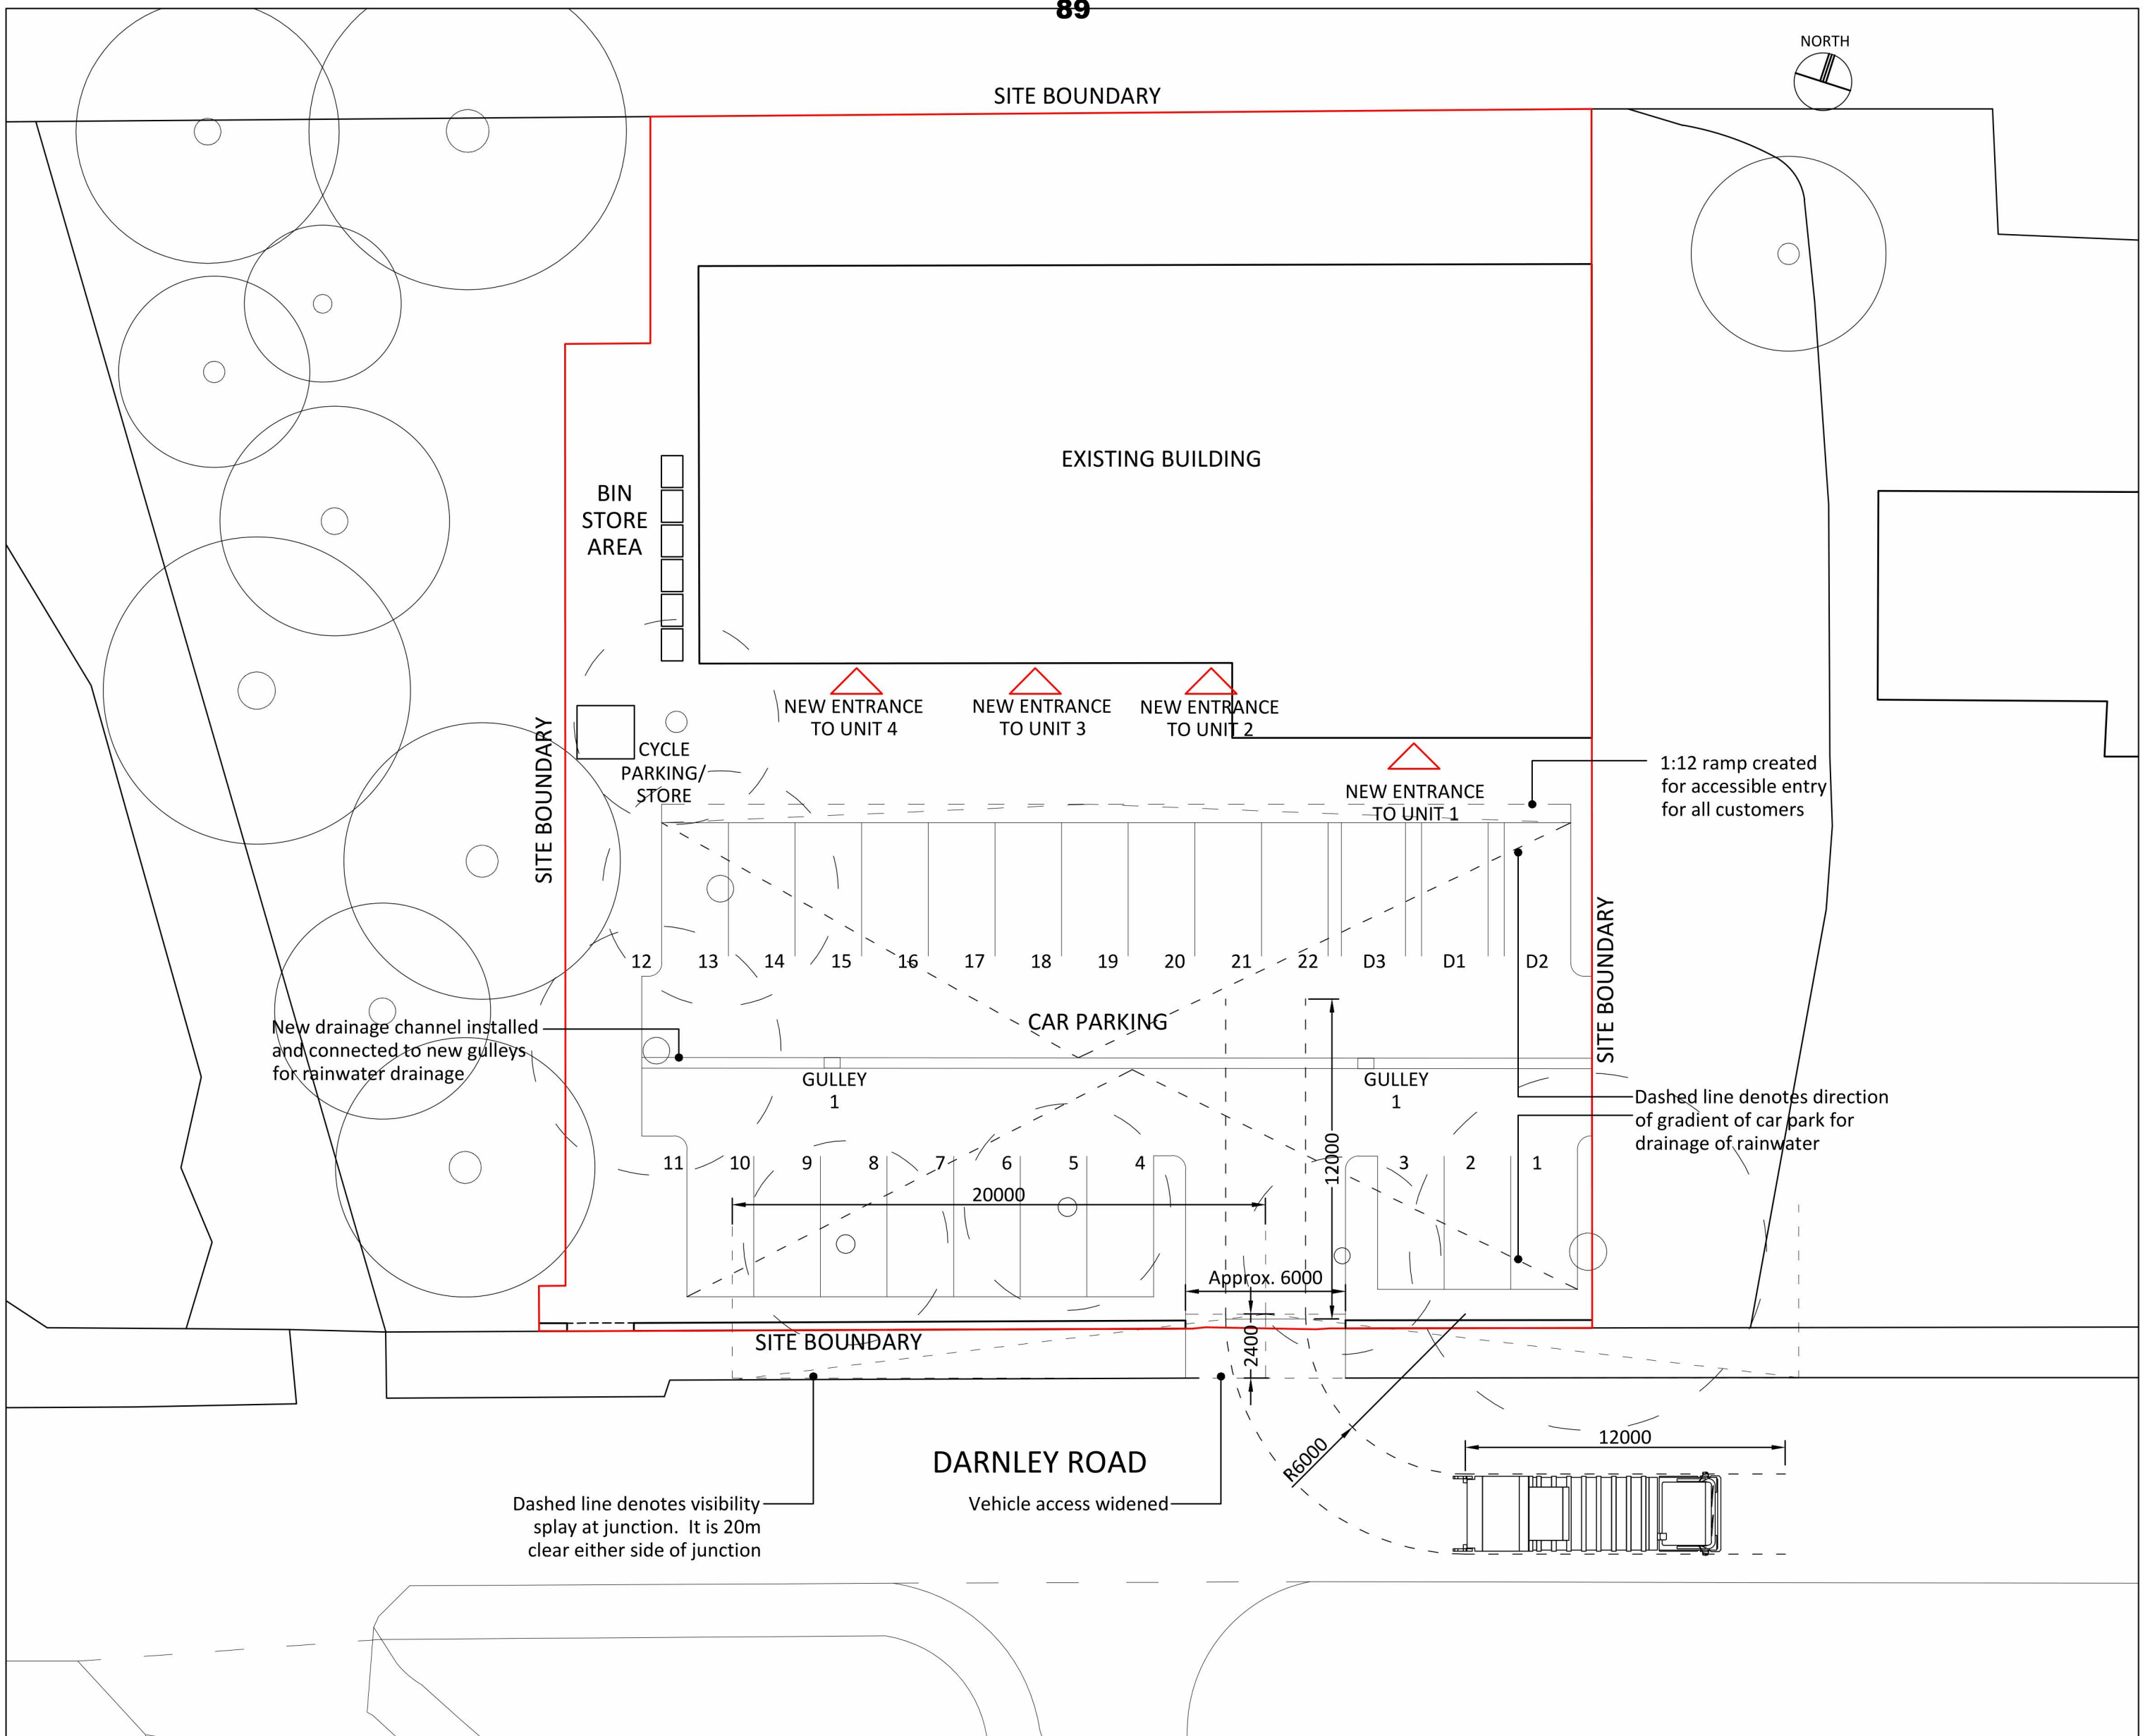 89
NORTH
SITE BOUNDARY
EXISTING BUILDING
BIN
STORE
AREA
NEW ENTRANCE
TO UNIT 4
NEW ENTRANCE
TO UNIT 3
NEW ENTRANCE
TO UNIT 2
NEW ENTRANCE
TO UNIT 1
CYCLE
PARKING/
STORE
SITE BOUNDARY
1:12 ramp created
for accessible entry
for all customers
SITE BOUNDARY
12 13 14 15 16 17 18 19 20 21 22 D3 D1 D2
CAR PARKING
New drainage channel installed
and connected to new gulleys
for rainwater drainage
GULLEY
1
GULLEY
1
Dashed line denotes direction
of gradient of car park for
drainage of rainwater
11 10 9 8 7 6 5 4 3 2 1
12000
20000
Approx. 6000
2400
SITE BOUNDARY
R6000
12000
DARNLEY ROAD
Dashed line denotes visibility
splay at junction. It is 20m
clear either side of junction
Vehicle access widened